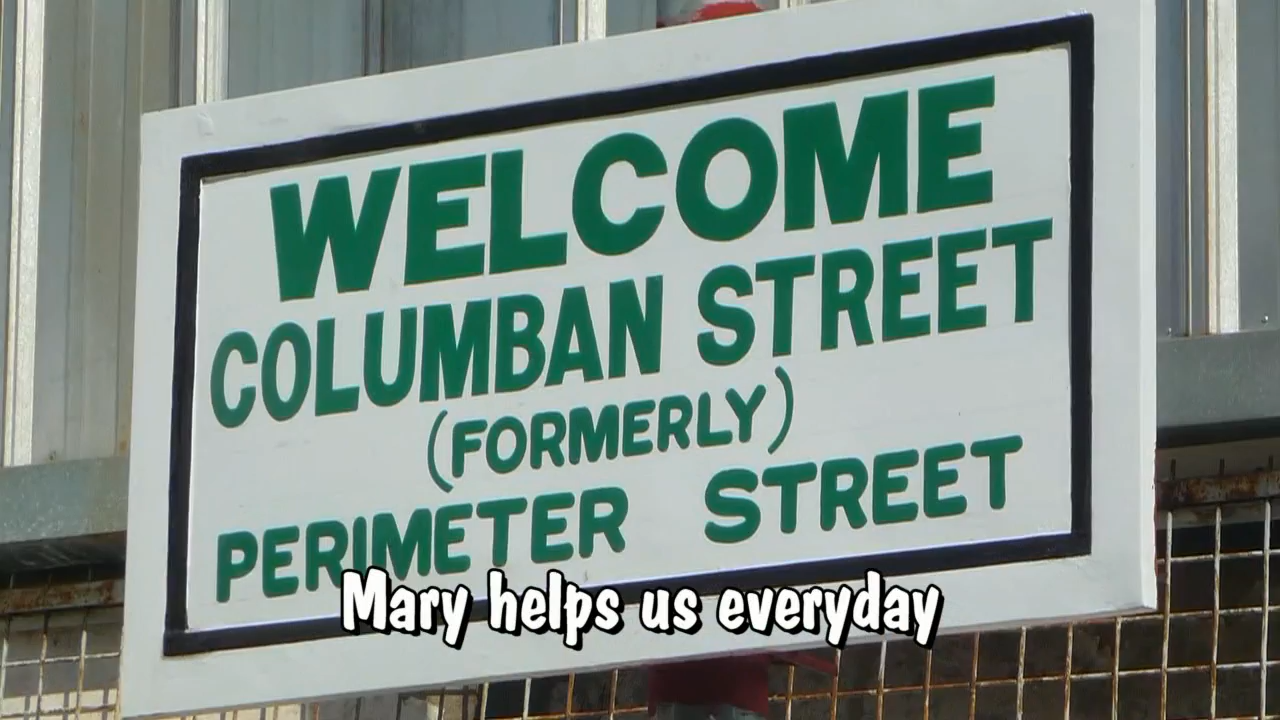 WELCOME
COLUMBAN STREET
(FORMERLY)
PERIMETER STREET
Mary helps us everyday